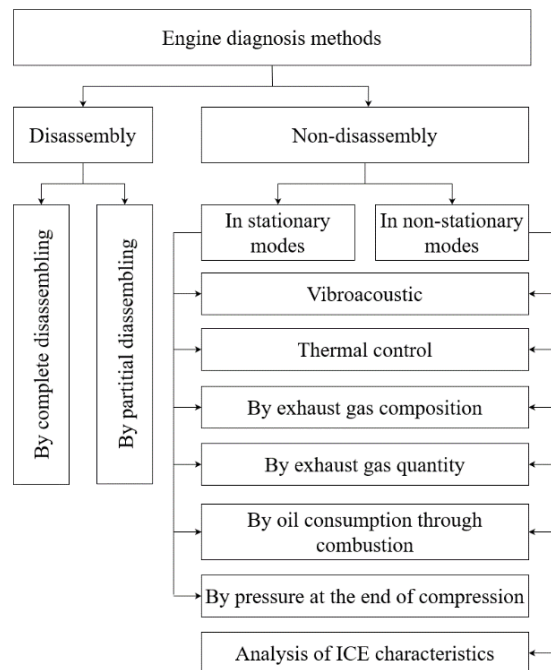 Engine diagnosis methods
Disassembly
Non-disassembly
By complete disassembling
By partitial diassembling
In stationary
modes
In non-stationary
modes
Vibroacoustic
Thermal control
By exhaust gas composition
By exhaust gas quantity
By oil consumption through
combustion
By pressure at the end of compression
Analysis of ICE characteristics